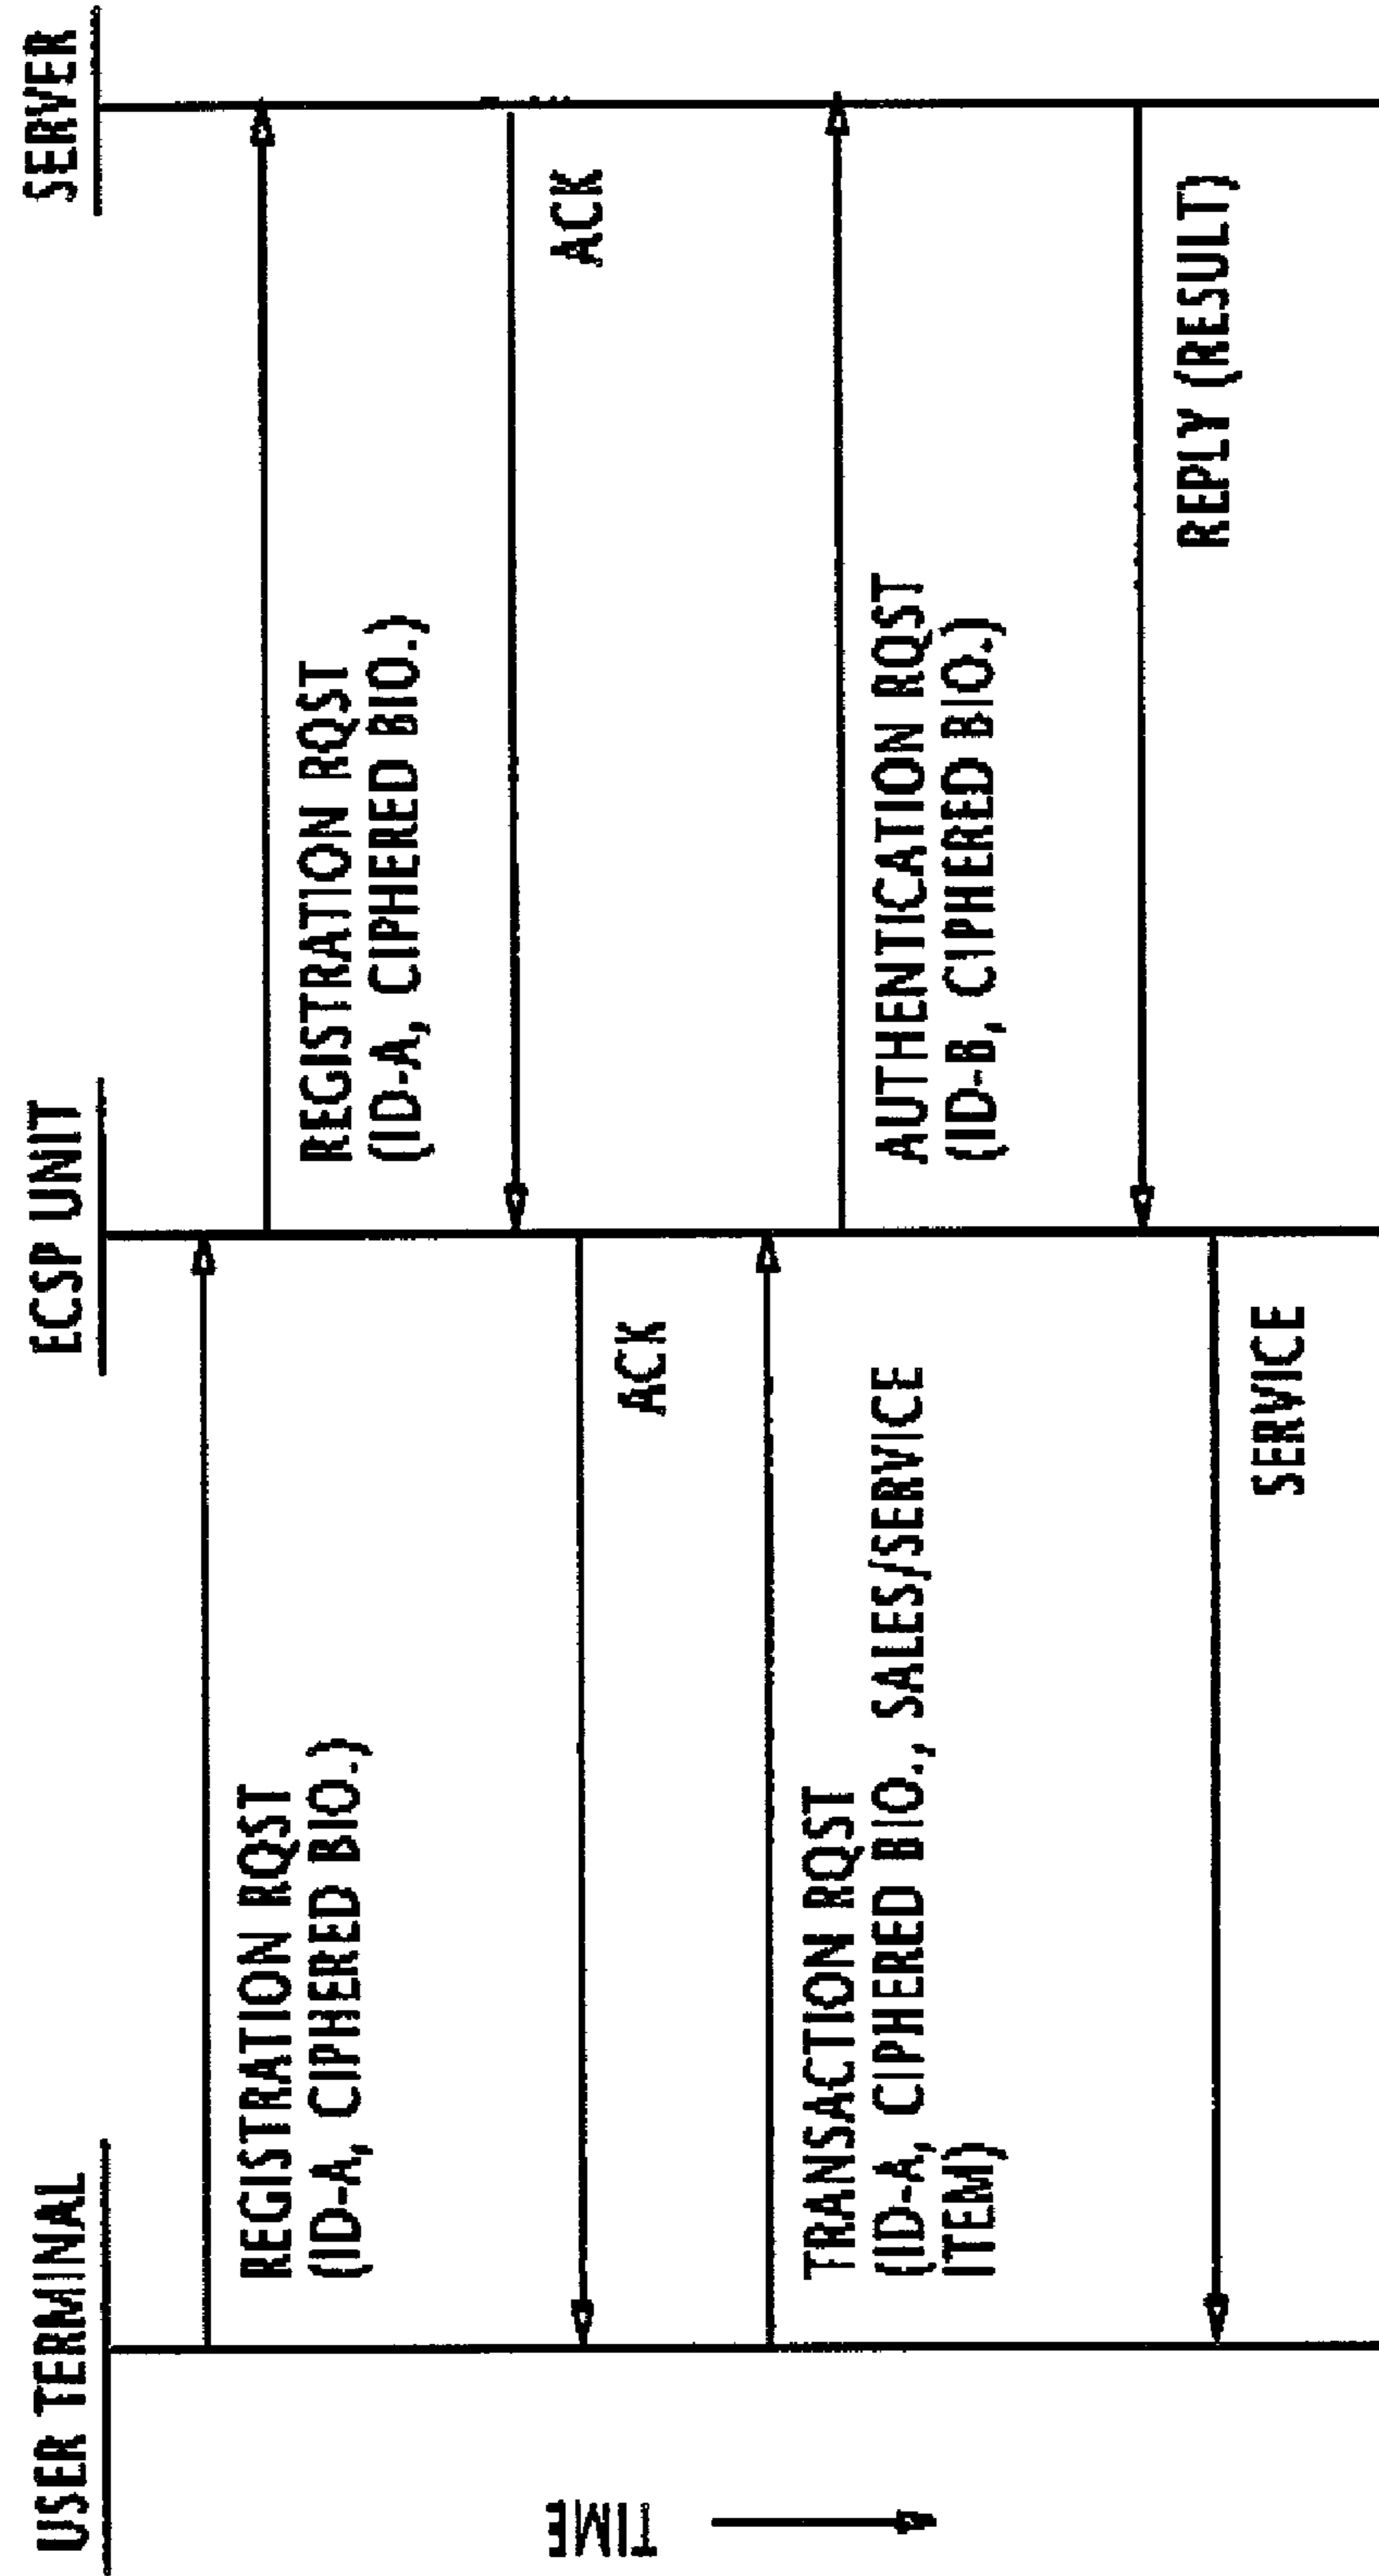 USER TERMINAL
ECSP UNIT
SERVER
TIME
REGISTRATION RQST
(ID-A, CIPHERED BIO.)
REGISTRATION RQST
(ID-A, CIPHERED BIO.)
ACK
ACK
TRANSACTION RQST
(ID-A, CIPHERED BIO., SALES/SERVICE
ITEM)
AUTHENTICATION RQST
(ID-B, CIPHERED BIO.)
REPLY (RESULT)
SERVICE